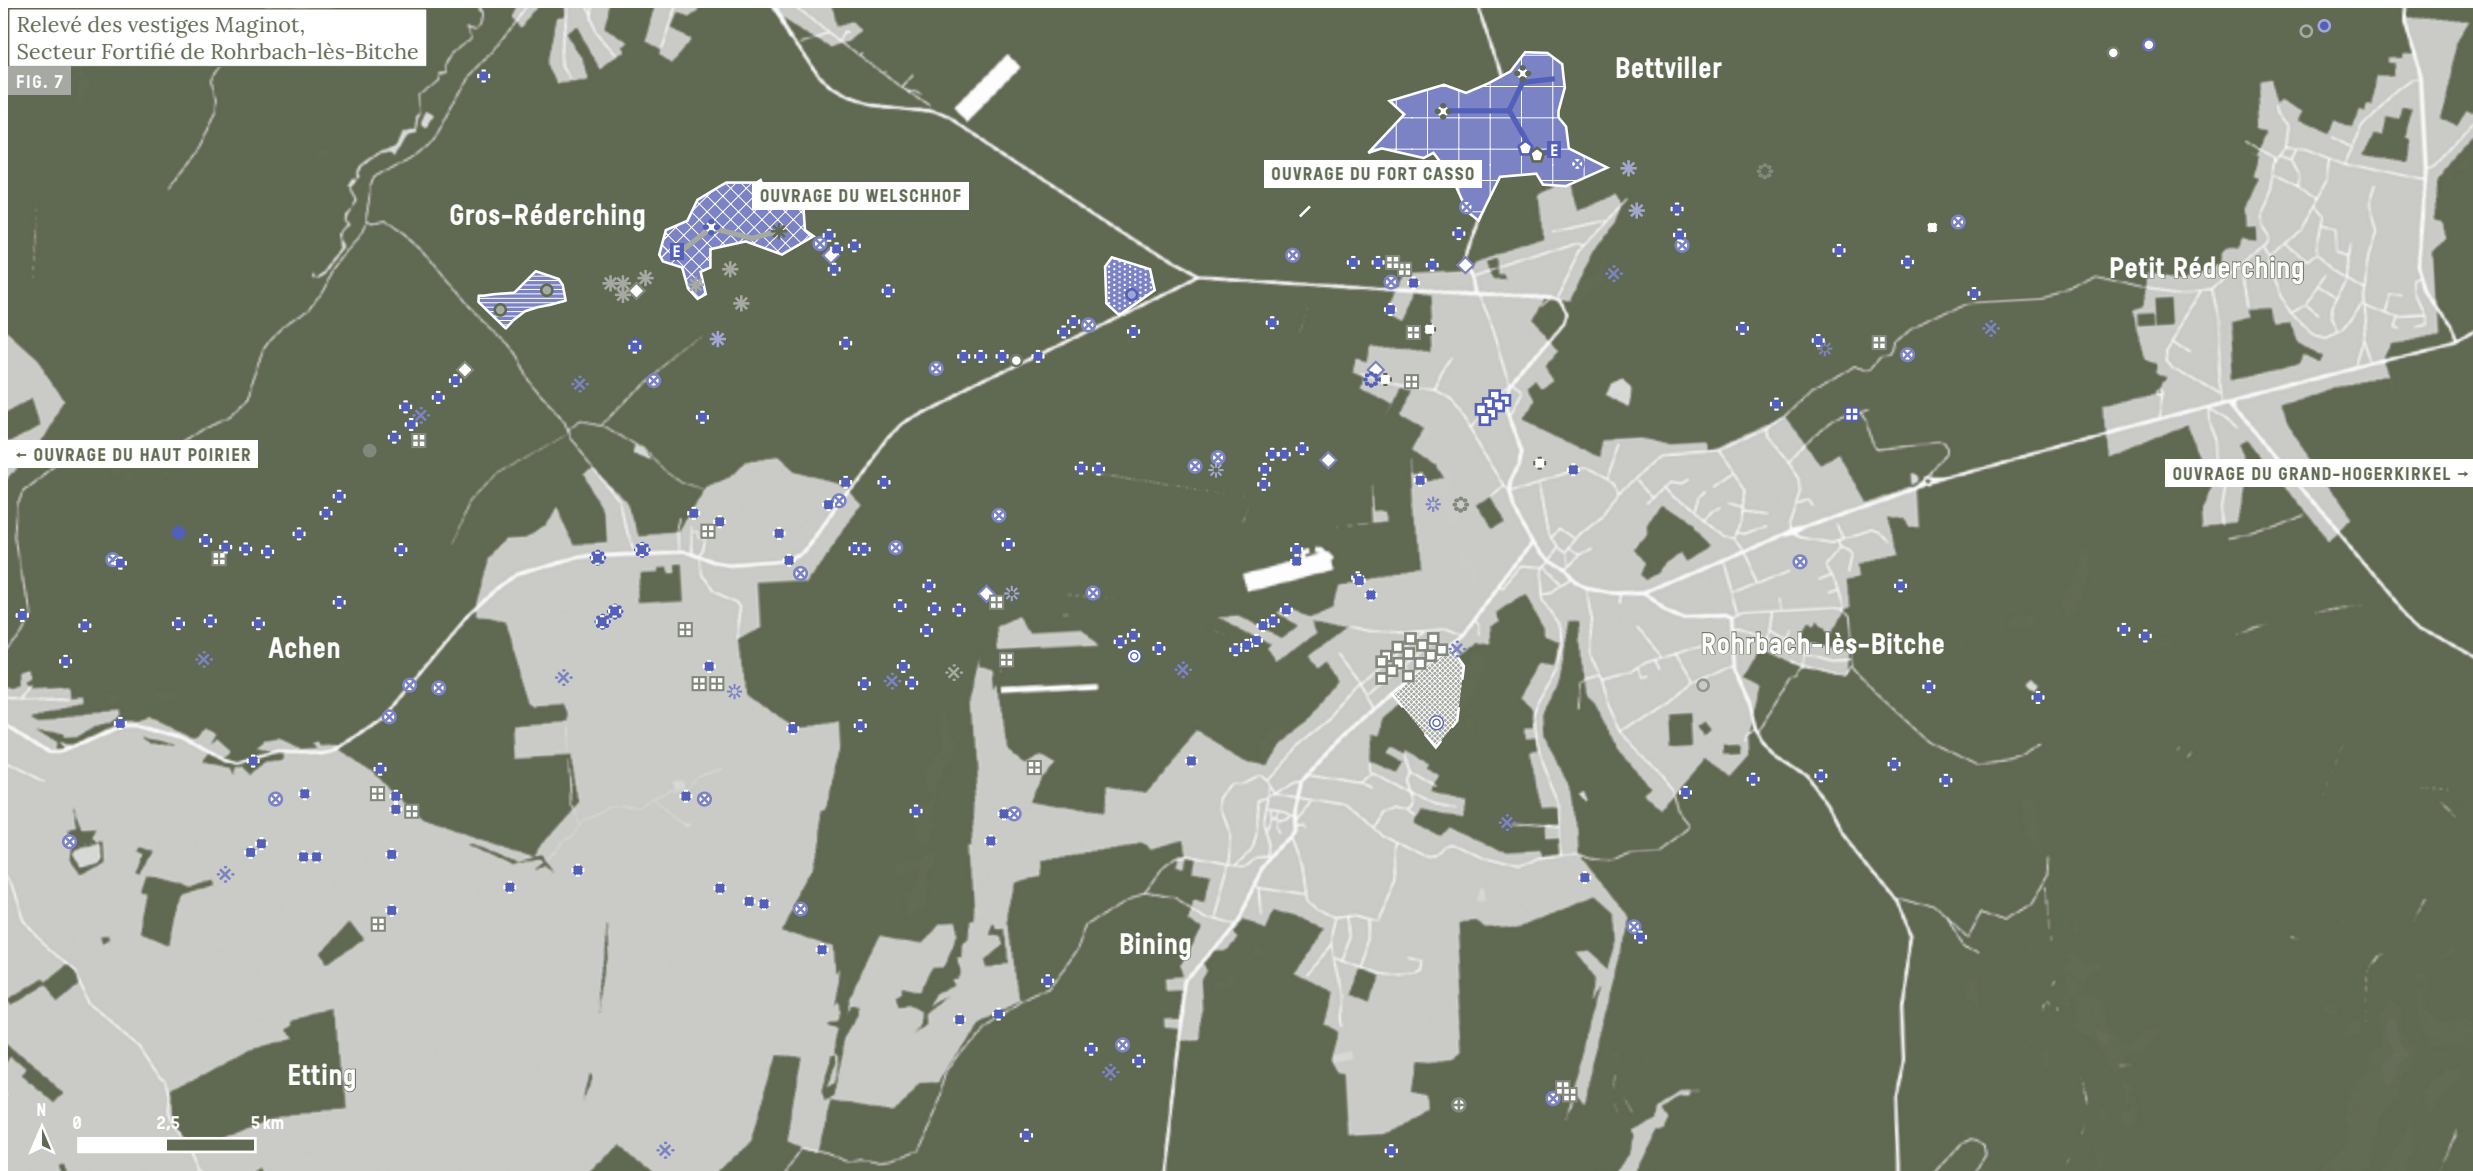 Relevé des vestiges Maginot,
Secteur Fortifié de Rohrbach-lès-Bitche
FIG. 7
Bettviller
OUVRAGE DU FORT CASSO
E
OUVRAGE DU WELSCHHOF
Gros-Réderching
E
Petit Réderching
← OUVRAGE DU HAUT POIRIER
OUVRAGE DU GRAND-HOGERKIRKEL →
Achen
Rohrbach-lès-Bitche
Bining
Etting
N
0 2,5 5 km